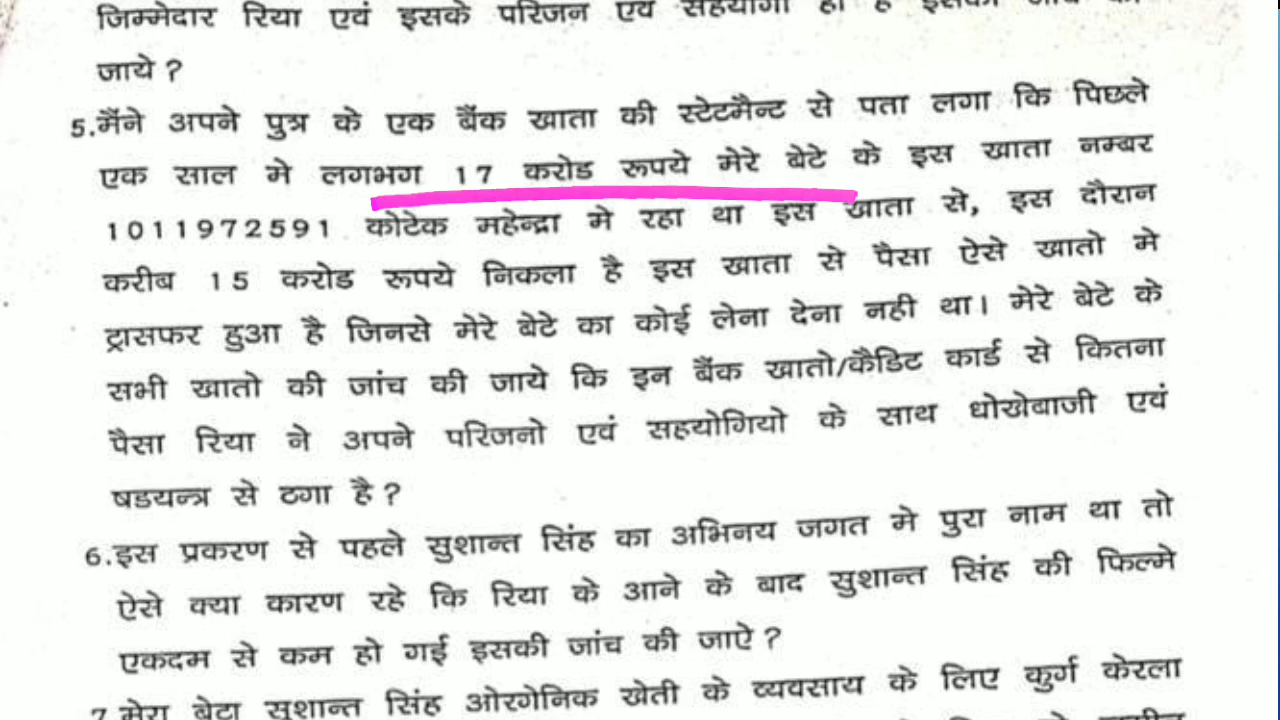 जिम्मेदार रिया एवं इसके परिजन एवं सहयोगी ही है इसकी जांच की
जाये ?
5.मैंने अपने पुत्र के एक बैंक खाता की स्टेटमैन्ट से पता लगा कि पिछले
एक साल मे लगभग 17 करोड रूपये मेरे बेटे के इस खाता नम्बर
1011972591 कोटेक महेन्द्रा मे रहा था इस खाता से, इस दौरान
करीब 15 करोड रूपये निकला है इस खाता से पैसा ऐसे खातो मे
ट्रासफर हुआ है जिनसे मेरे बेटे का कोई लेना देना नही था। मेरे बेटे के
सभी खातो की जांच की जाये कि इन बैंक खातो/कैडिट कार्ड से कितना
पैसा रिया ने अपने परिजनो एवं सहयोगियो के साथ धोखेबाजी एवं
षडयन्त्र से ठगा है ?
6.इस प्रकरण से पहले सुशान्त सिंह का अभिनय जगत मे पुरा नाम था तो
ऐसे क्या कारण रहे कि रिया के आने के बाद सुशान्त सिंह की फिल्मे
एकदम से कम हो गई इसकी जांच की जाऐ ?
7.मेरा बेटा सुशान्त सिंह ओरगेनिक खेती के व्यवसाय के लिए कुर्ग केरला